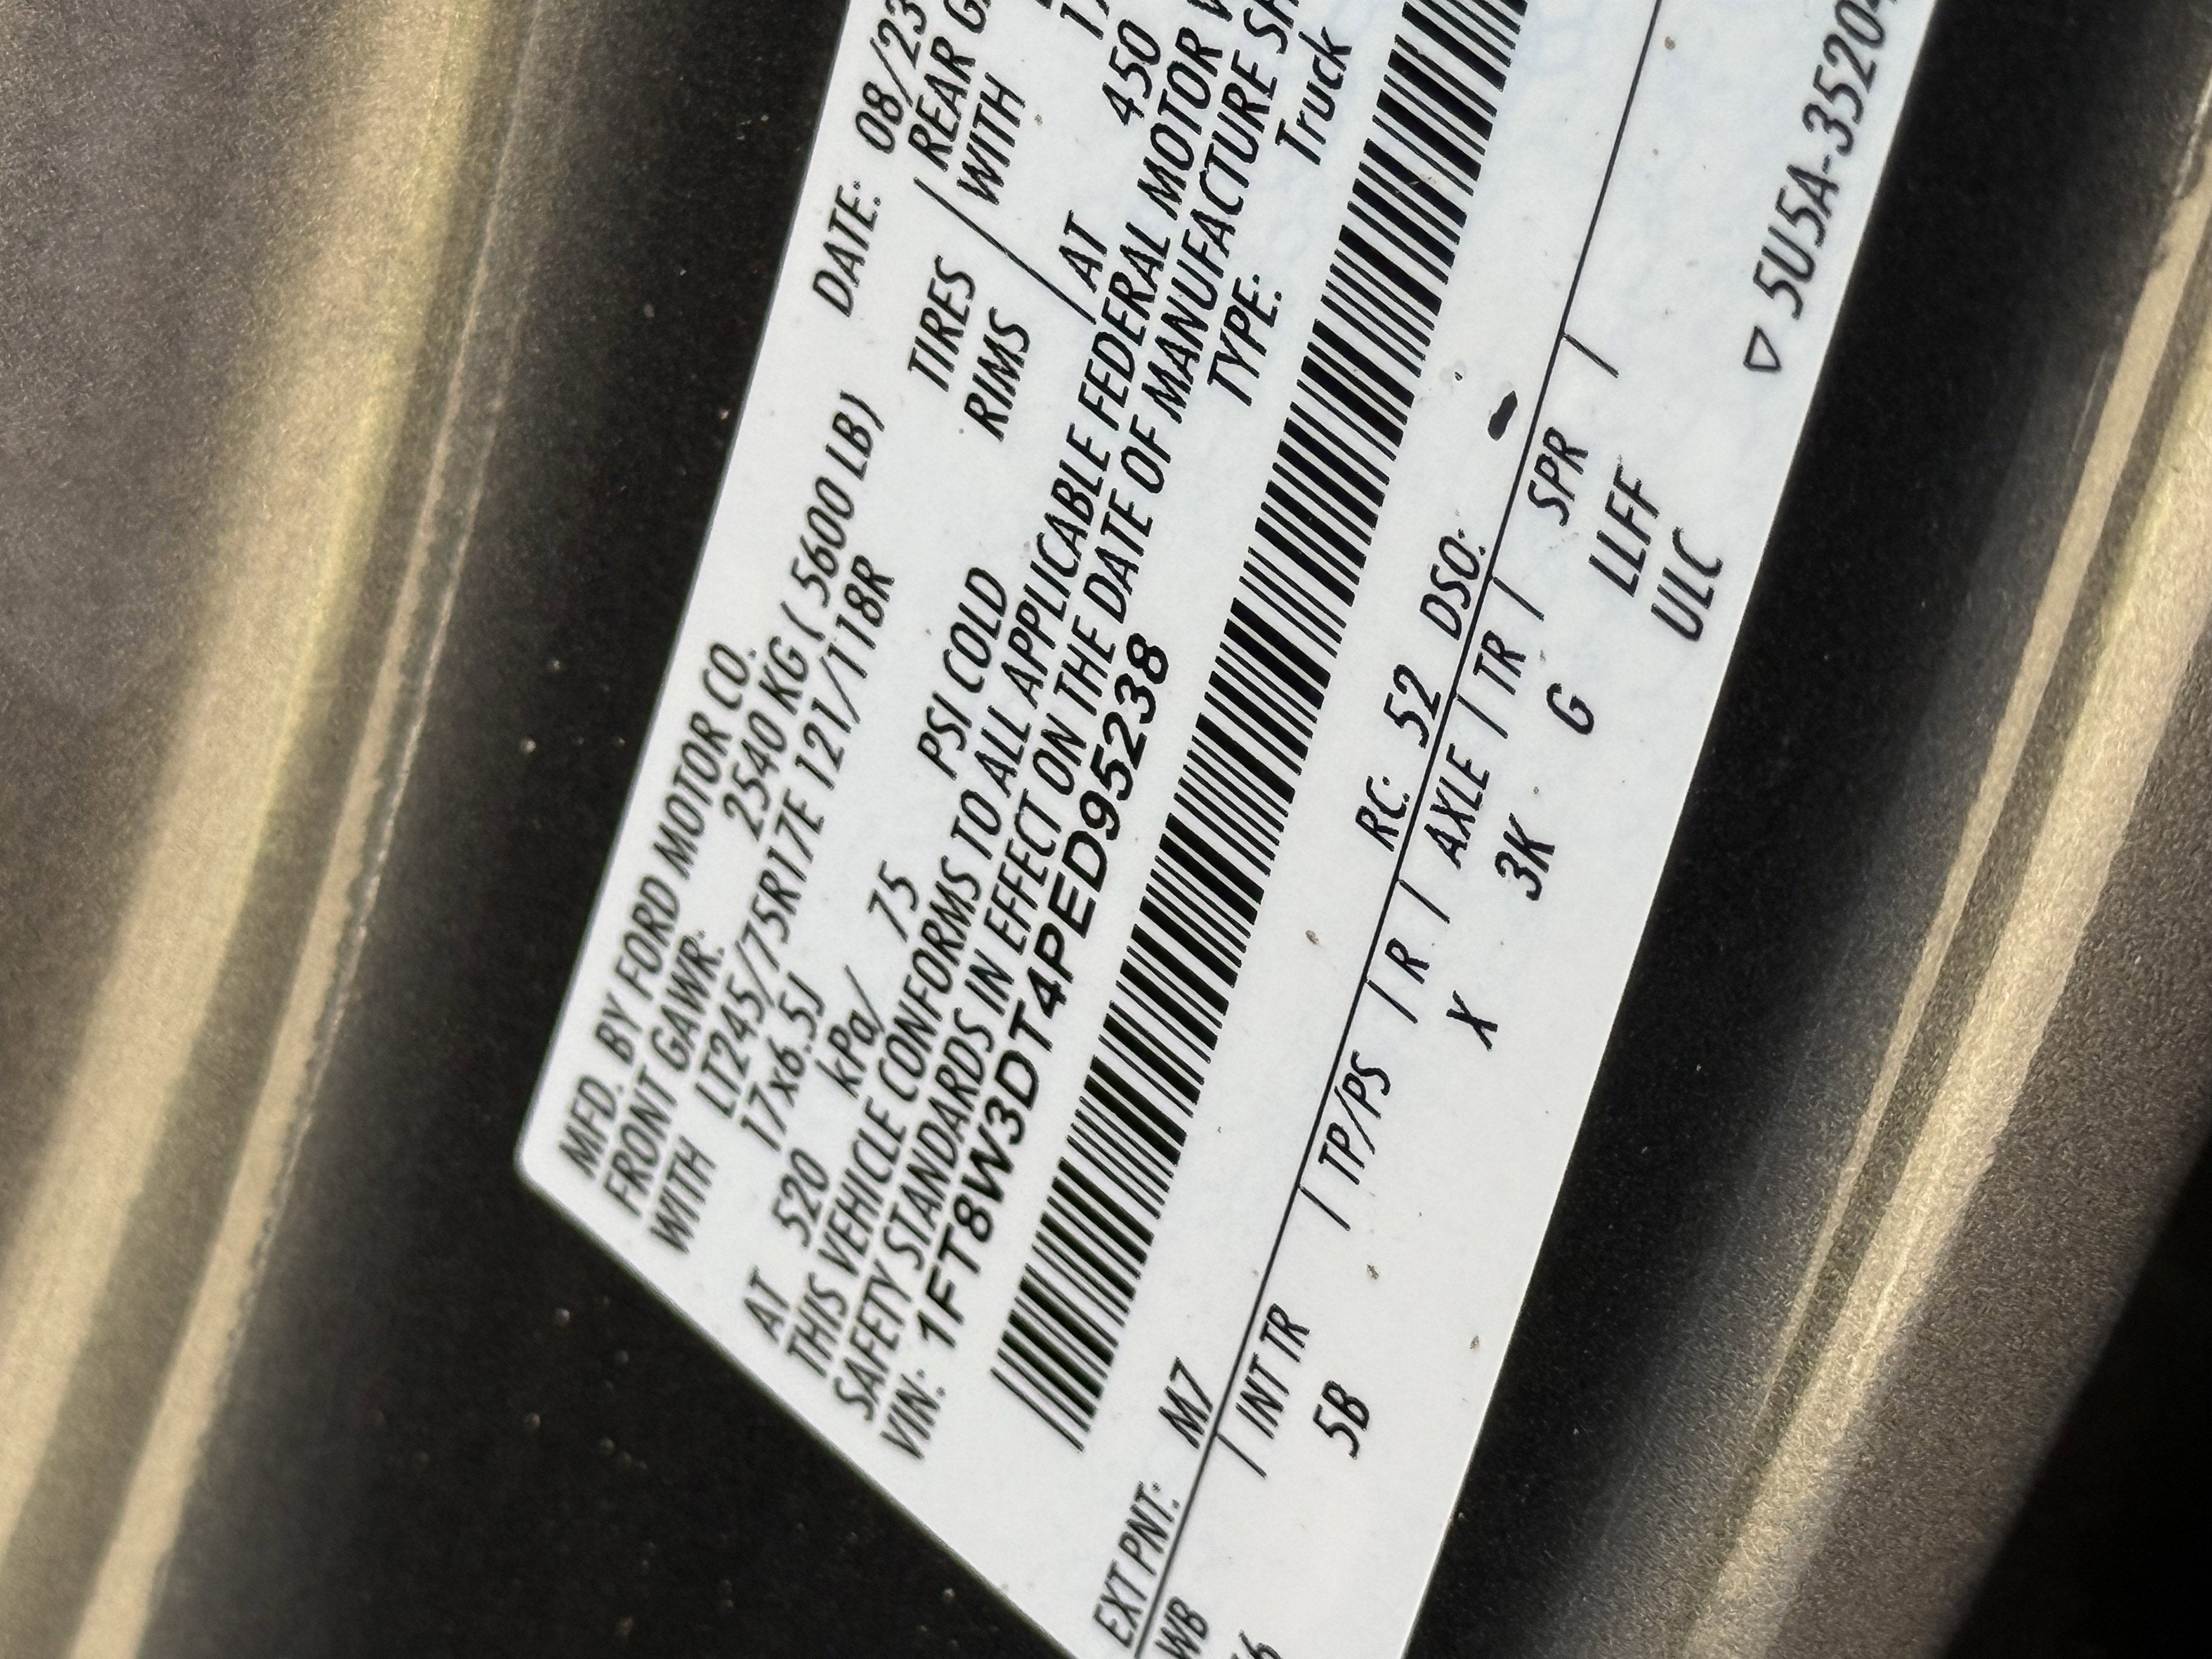 MFD. BY FORD MOTOR CO. DATE: 08/23
FRONT GAWR: 2540 KG ( 5600 LB) REAR
WITH LT245/75R17E 121/118R TIRES WITH
17x6.5J RIMS
AT 520 kPa/ 75 PSI COLD AT 450
THIS VEHICLE CONFORMS TO ALL APPLICABLE FEDERAL MOTOR
SAFETY STANDARDS IN EFFECT ON THE DATE OF MANUFACTURE
VIN: 1FT8W3DT4PED95238 TYPE: Truck
EXT PNT: M7 RC: 52 DSO:
WB | INT TR | TP/PS | R | AXLE | TR | SPR |
5B X 3K G LLFF
ULC
▽ 5U5A-3520